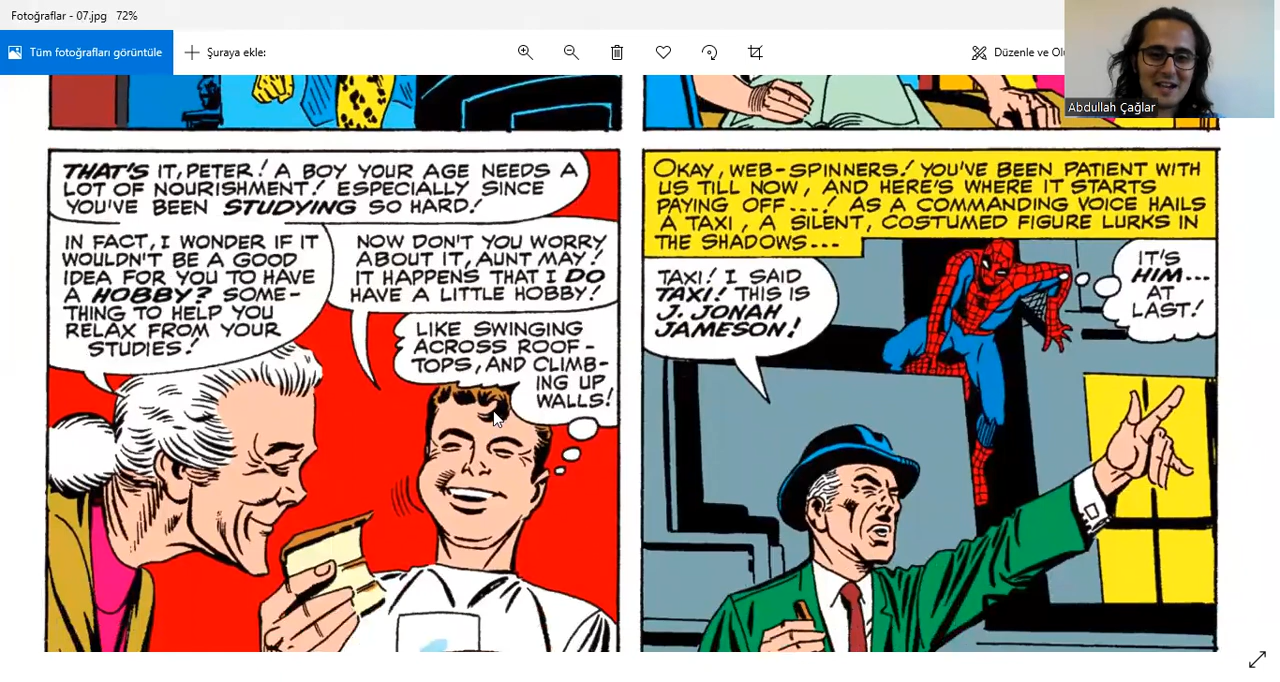 Fotoğraflar - 07.jpg 72%
Tüm fotoğrafları görüntüle
Şuraya ekle:
Düzenle ve Ol
Abdullah Çağlar
THAT'S IT, PETER! A BOY YOUR AGE NEEDS A
LOT OF NOURISHMENT! ESPECIALLY SINCE
YOU'VE BEEN STUDYING SO HARD!
IN FACT, I WONDER IF IT
WOULDN'T BE A GOOD
IDEA FOR YOU TO HAVE
A HOBBY? SOME-
THING TO HELP YOU
RELAX FROM YOUR
STUDIES!
NOW DON'T YOU WORRY
ABOUT IT, AUNT MAY!
IT HAPPENS THAT I DO
HAVE A LITTLE HOBBY!
LIKE SWINGING
ACROSS ROOF-
TOPS, AND CLIMB-
ING UP
WALLS!
OKAY, WEB-SPINNERS! YOU'VE BEEN PATIENT WITH
US TILL NOW, AND HERE'S WHERE IT STARTS
PAYING OFF...! AS A COMMANDING VOICE HAILS
A TAXI, A SILENT, COSTUMED FIGURE LURKS IN
THE SHADOWS...
TAXI! I SAID
TAXI! THIS IS
J. JONAH
JAMESON!
IT'S
HIM...
AT
LAST!